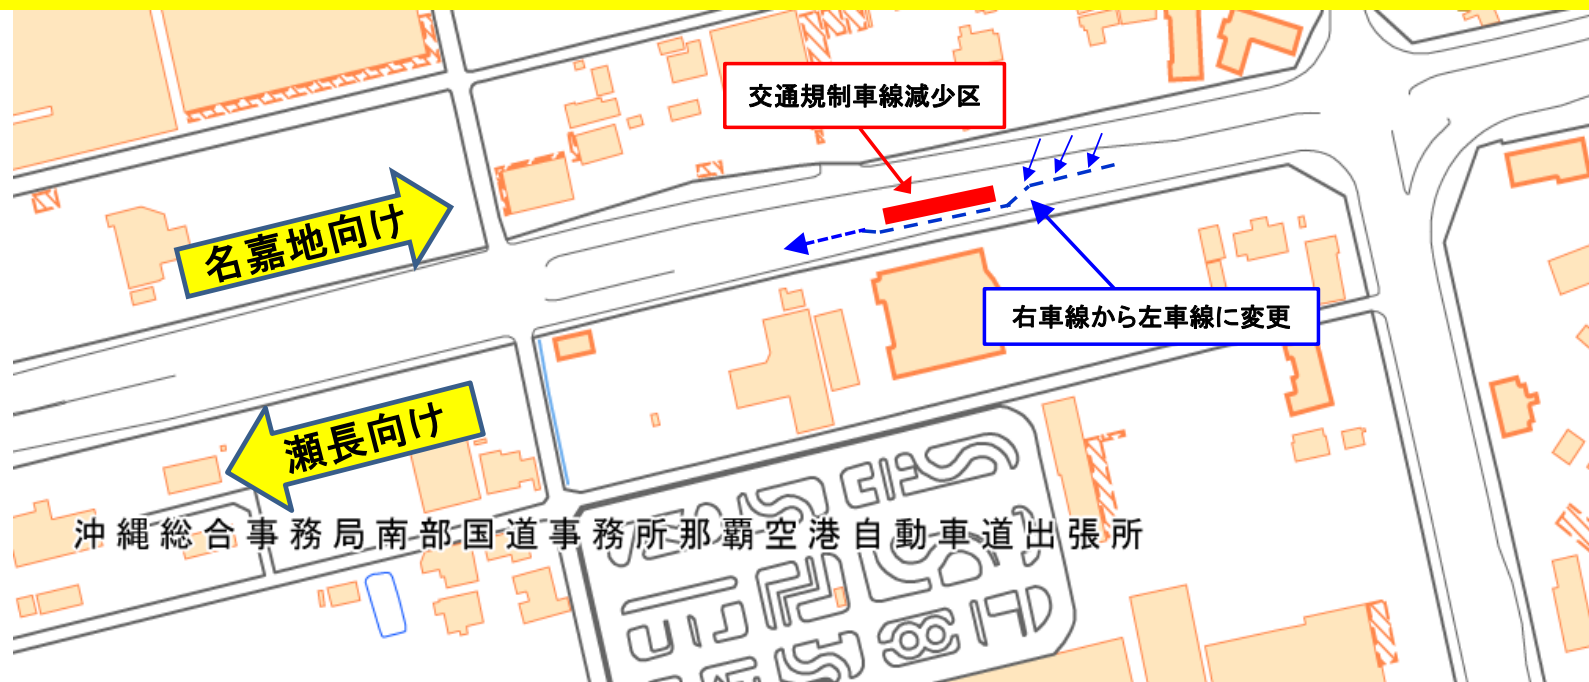 交通規制車線減少区
名嘉地向け
右車線から左車線に変更
瀬長向け
沖縄総合事務局南部国道事務所那覇空港自動車道出張所